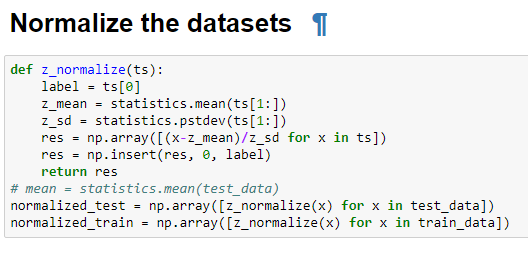 Normalize the datasets ¶
def z_normalize(ts):
    label = ts[0]
    z_mean = statistics.mean(ts[1:])
    z_sd = statistics.pstdev(ts[1:])
    res = np.array([(x-z_mean)/z_sd for x in ts])
    res = np.insert(res, 0, label)
    return res
# mean = statistics.mean(test_data)
normalized_test = np.array([z_normalize(x) for x in test_data])
normalized_train = np.array([z_normalize(x) for x in train_data])